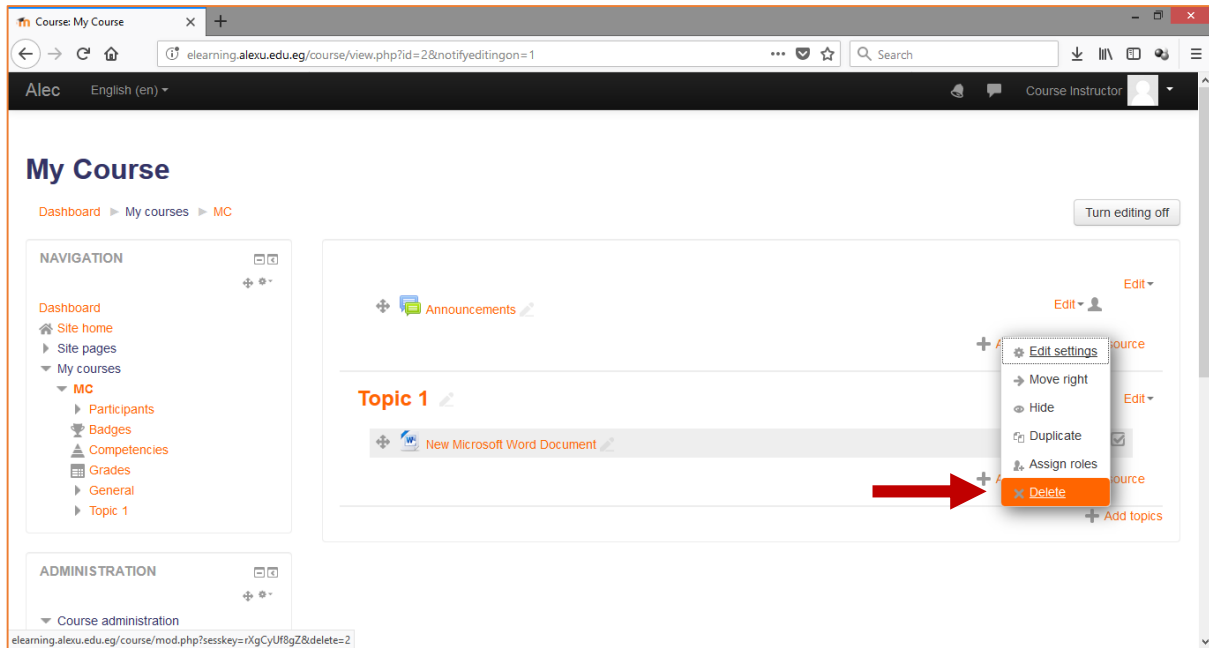 Course: My Course
elearning.alexu.edu.eg/course/view.php?id=2&notifyeditingon=1
Search
Alec English (en)
Course Instructor
My Course
Dashboard My courses MC
Turn editing off
NAVIGATION
Dashboard
Site home
Site pages
My courses
MC
Participants
Badges
Competencies
Grades
General
Topic 1
ADMINISTRATION
Course administration
Edit
Announcements
Edit
Topic 1
Edit
New Microsoft Word Document
Edit settings
Move right
Hide
Duplicate
Assign roles
Delete
Add topics
elearning.alexu.edu.eg/course/mod.php?sesskey=rXgCyUf8gZ&delete=2